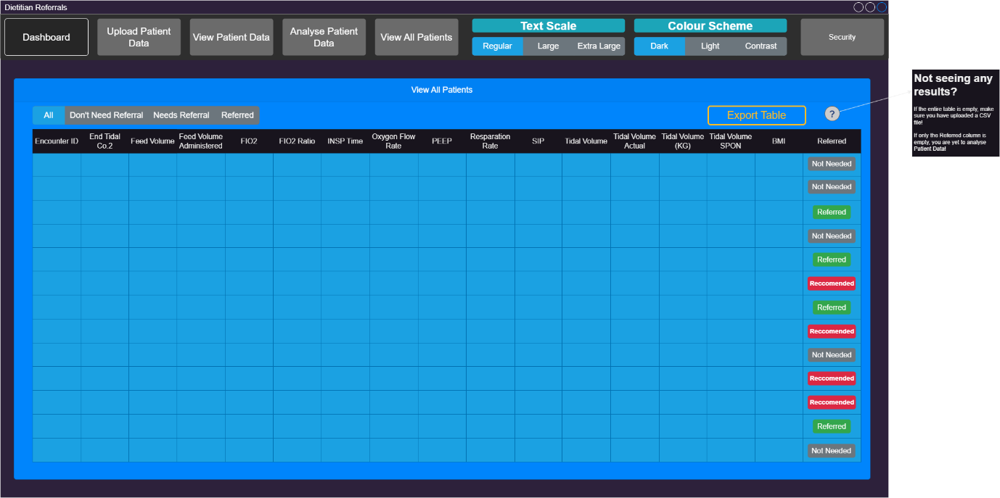 Dietitian Referrals
Dashboard
Upload Patient
Data
View Patient Data
Analyse Patient
Data
View All Patients
Text Scale
Regular
Large
Extra Large
Colour Scheme
Dark
Light
Contrast
Security
View All Patients
All
Don't Need Referral
Needs Referral
Referred
Export Table
?
Not seeing any
results?
If the entire table is empty, make
sure you have uploaded a CSV
file!
If only the Referred column is
empty, you are yet to analyse
Patient Data!
Encounter ID
End Tidal
Co.2
Feed Volume
Feed Volume
Administered
FIO2
FIO2 Ratio
INSP Time
Oxygen Flow
Rate
PEEP
Resparation
Rate
SIP
Tidal Volume
Tidal Volume
Actual
Tidal Volume
(KG)
Tidal Volume
SPON
BMI
Referred
Not Needed
Not Needed
Referred
Not Needed
Referred
Reccomended
Referred
Reccomended
Not Needed
Reccomended
Reccomended
Referred
Not Needed